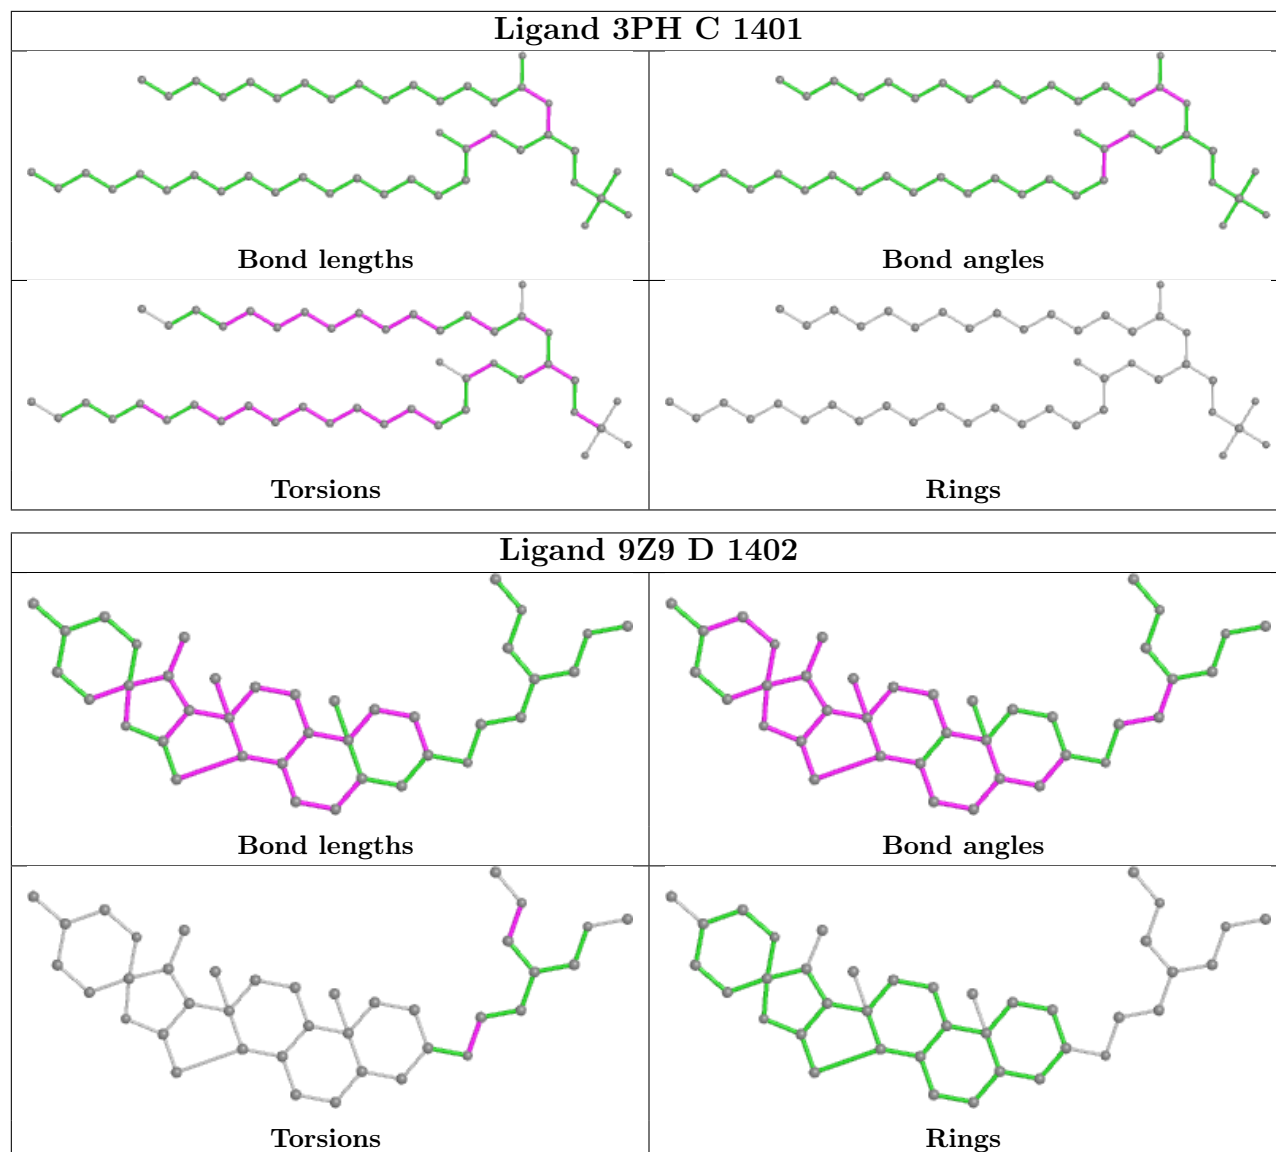 Ligand 3PH C 1401
Bond lengths
Bond angles
Torsions
Rings
Ligand 9Z9 D 1402
Bond lengths
Bond angles
Torsions
Rings